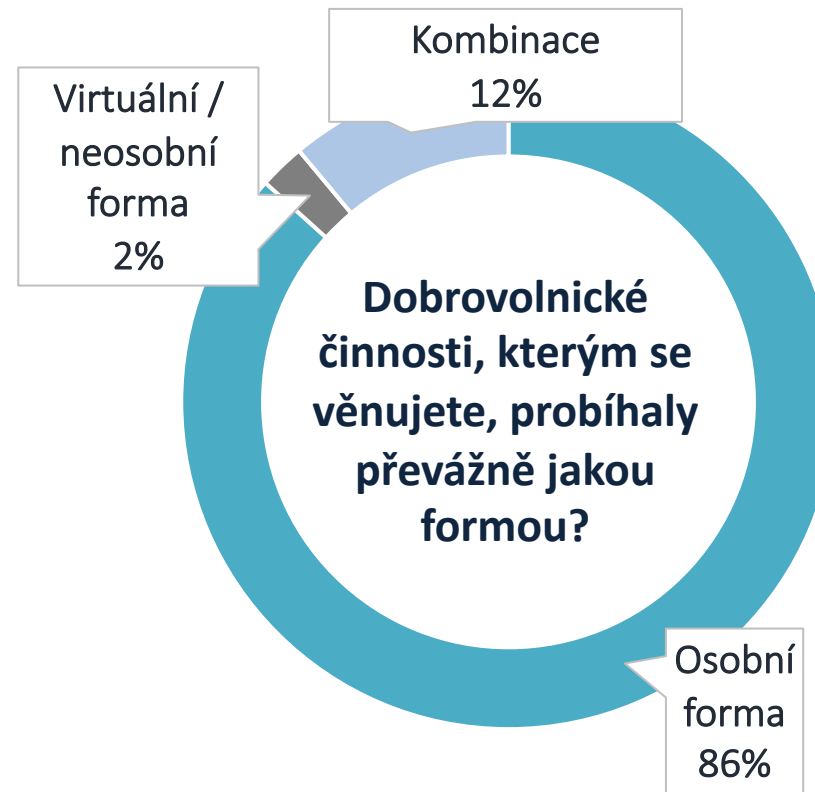 Kombinace
12%
Virtuální /
neosobní
forma
2%
Dobrovolnické
činnosti, kterým se
věnujete, probíhaly
převážně jakou
formou?
Osobní
forma
86%